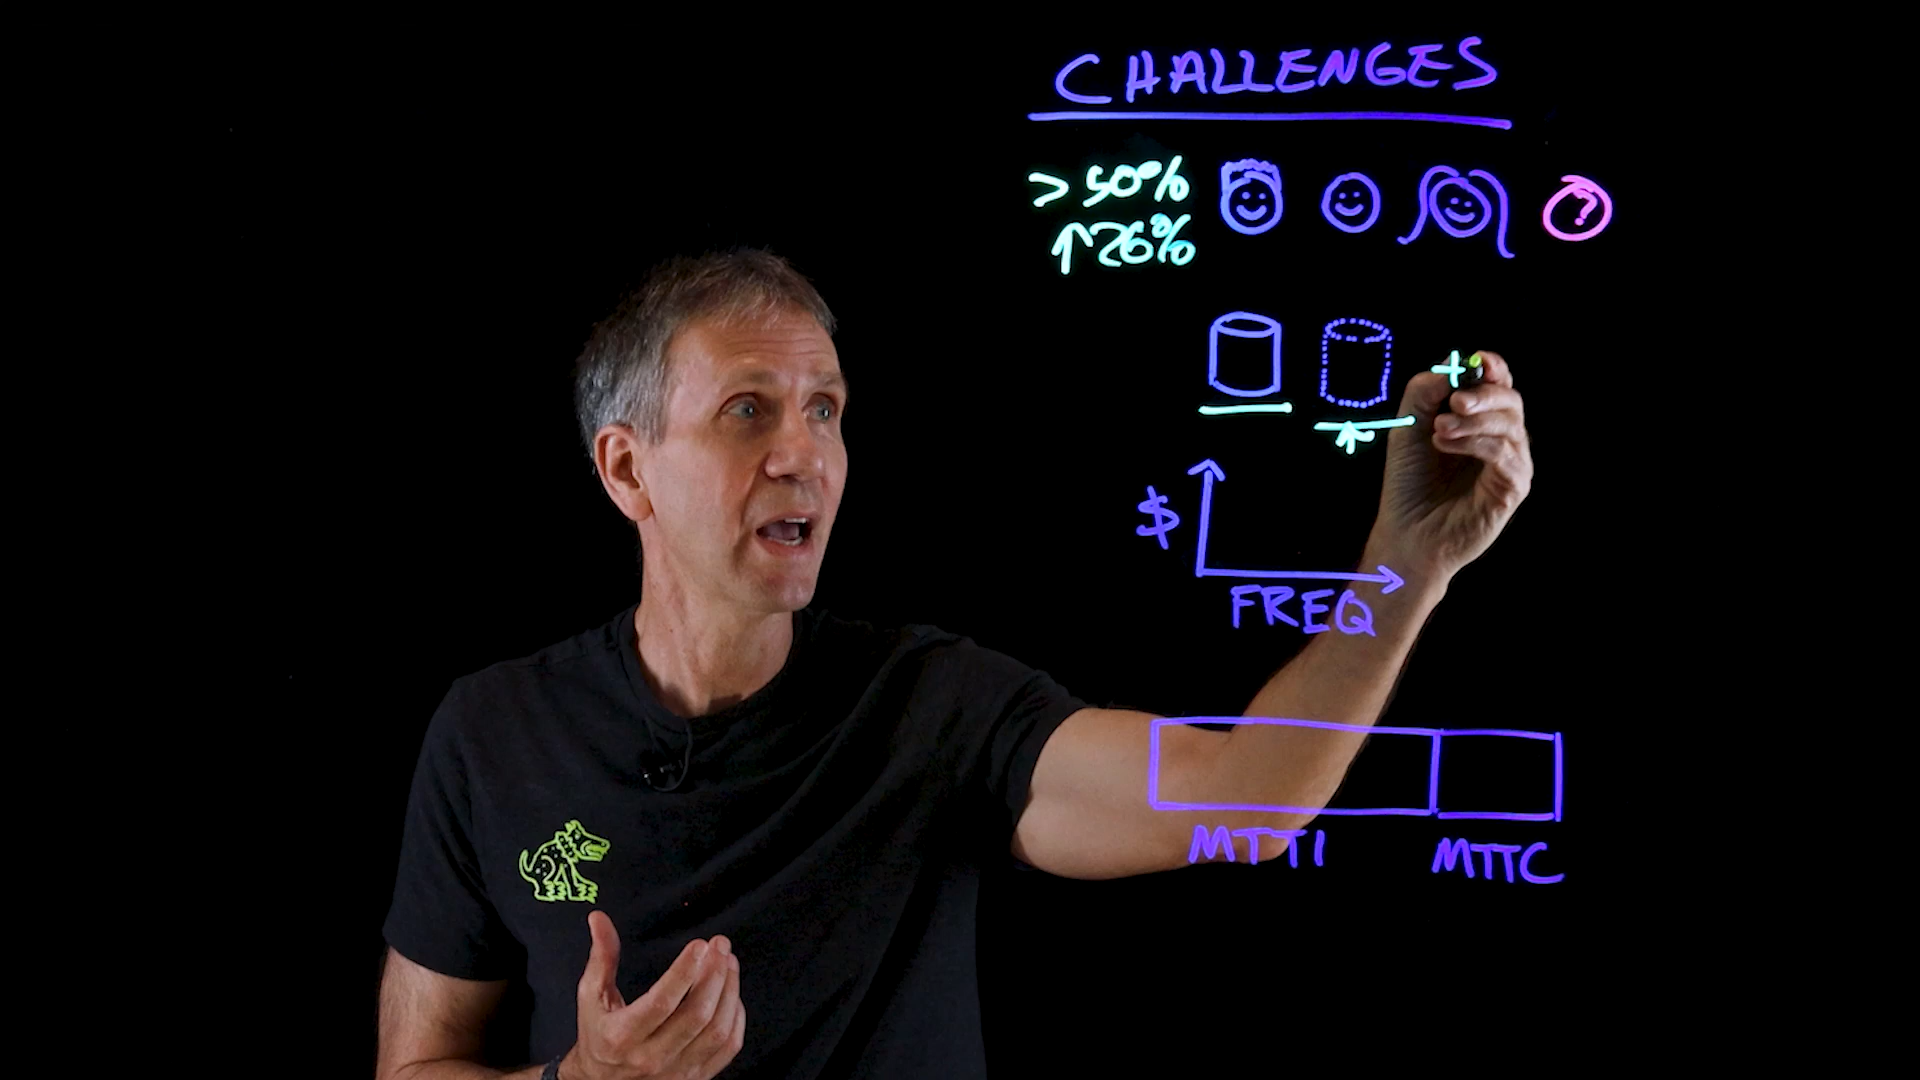 CHALLENGES
> 50%
↑26%
?
+
$
FREQ
MTTI MTTC